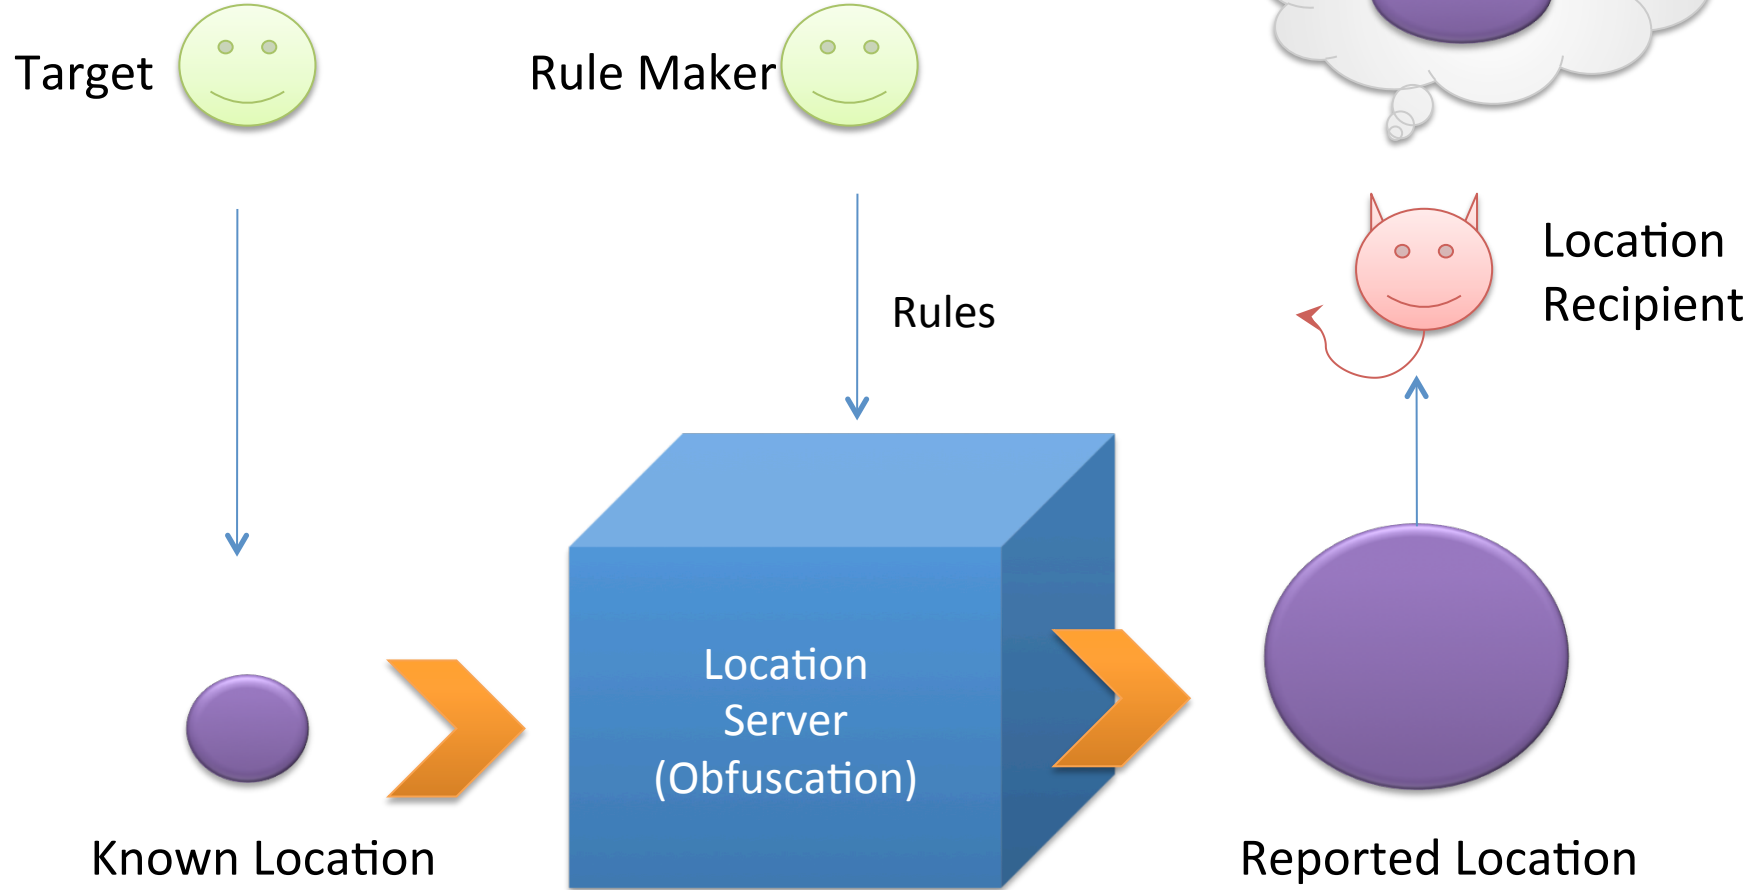 Target
Rule Maker
Location
Recipient
Rules
Location
Server
(Obfuscation)
Known Location
Reported Location